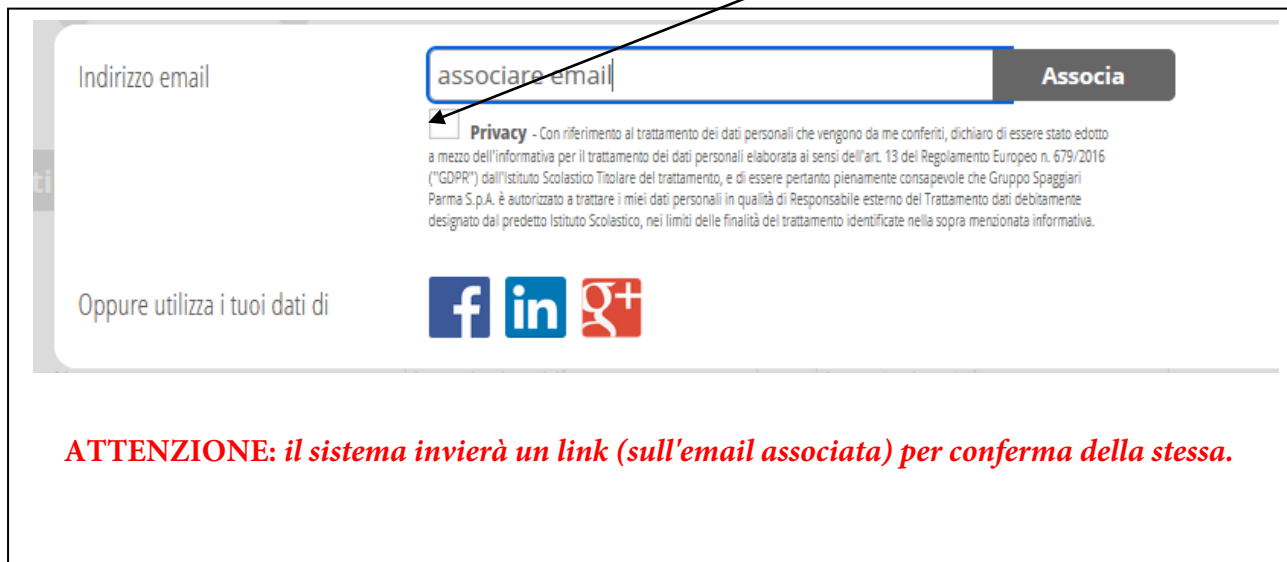 Indirizzo email
associare email
Associa
Privacy - Con riferimento al trattamento dei dati personali che vengono da me conferiti, dichiaro di essere stato edotto
a mezzo dell'informativa per il trattamento dei dati personali elaborata ai sensi dell'art. 13 del Regolamento Europeo n. 679/2016
("GDPR") dall'Istituto Scolastico Titolare del trattamento, e di essere pertanto pienamente consapevole che Gruppo Spaggiari
Parma S.p.A. è autorizzato a trattare i miei dati personali in qualità di Responsabile esterno del Trattamento dati debitamente
designato dal predetto Istituto Scolastico, nei limiti delle finalità del trattamento identificate nella sopra menzionata informativa.
ti
Oppure utilizza i tuoi dati di
f in g+
ATTENZIONE: il sistema invierà un link (sull'email associata) per conferma della stessa.